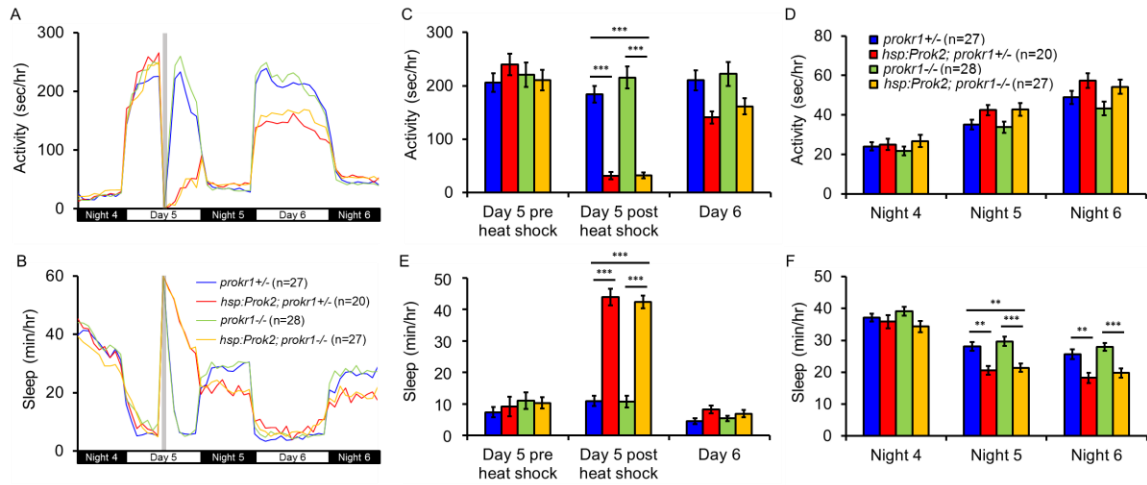 A
Activity (sec/hr)
300
200
100
0
Night 4
Day 5
Night 5
Day 6
Night 6
C
Activity (sec/hr)
300
200
100
0
***
***
***
Day 5 pre
heat shock
Day 5 post
heat shock
Day 6
D
Activity (sec/hr)
80
60
40
20
0
prokr1+/- (n=27)
hsp:Prok2; prokr1+/- (n=20)
prokr1-/- (n=28)
hsp:Prok2; prokr1-/- (n=27)
Night 4
Night 5
Night 6
B
Sleep (min/hr)
60
40
20
0
prokr1+/- (n=27)
hsp:Prok2; prokr1+/- (n=20)
prokr1-/- (n=28)
hsp:Prok2; prokr1-/- (n=27)
Night 4
Day 5
Night 5
Day 6
Night 6
E
Sleep (min/hr)
50
40
30
20
10
0
***
***
***
Day 5 pre
heat shock
Day 5 post
heat shock
Day 6
F
Sleep (min/hr)
50
40
30
20
10
0
**
**
***
**
***
Night 4
Night 5
Night 6